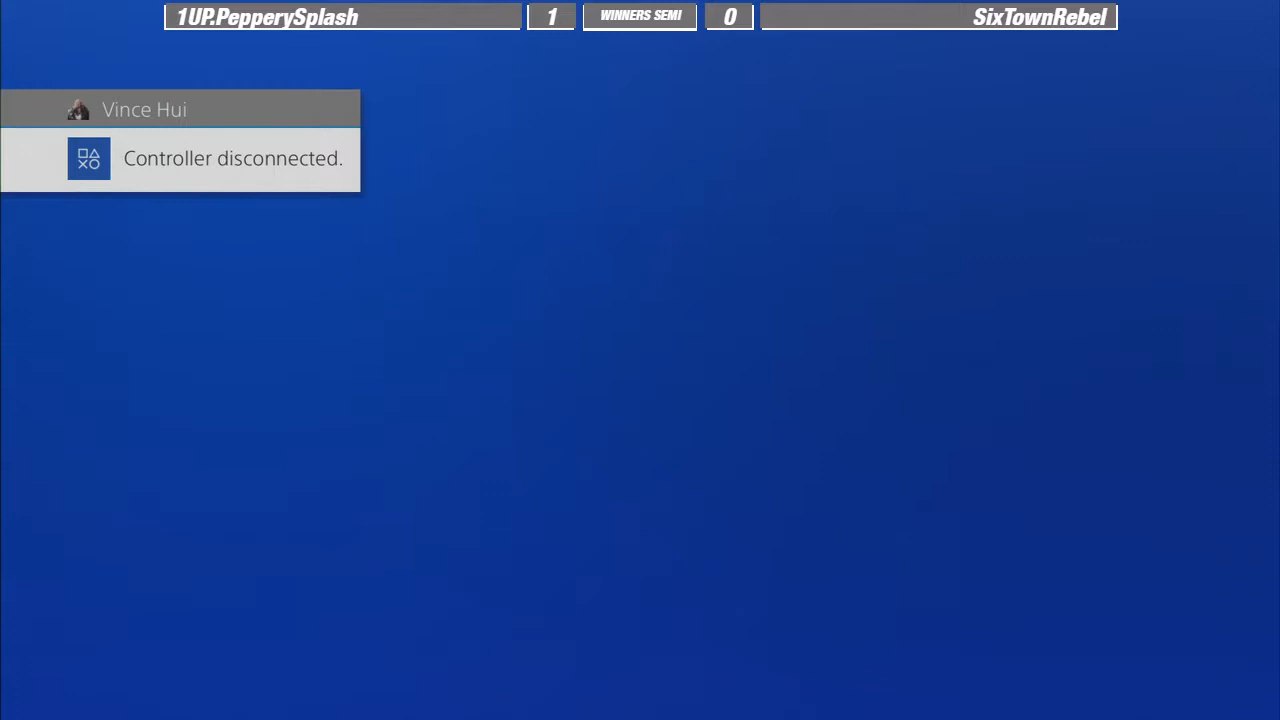 1UP.PepperySplash 1 WINNERS SEMI 0 SixTownRebel
Vince Hui
Controller disconnected.